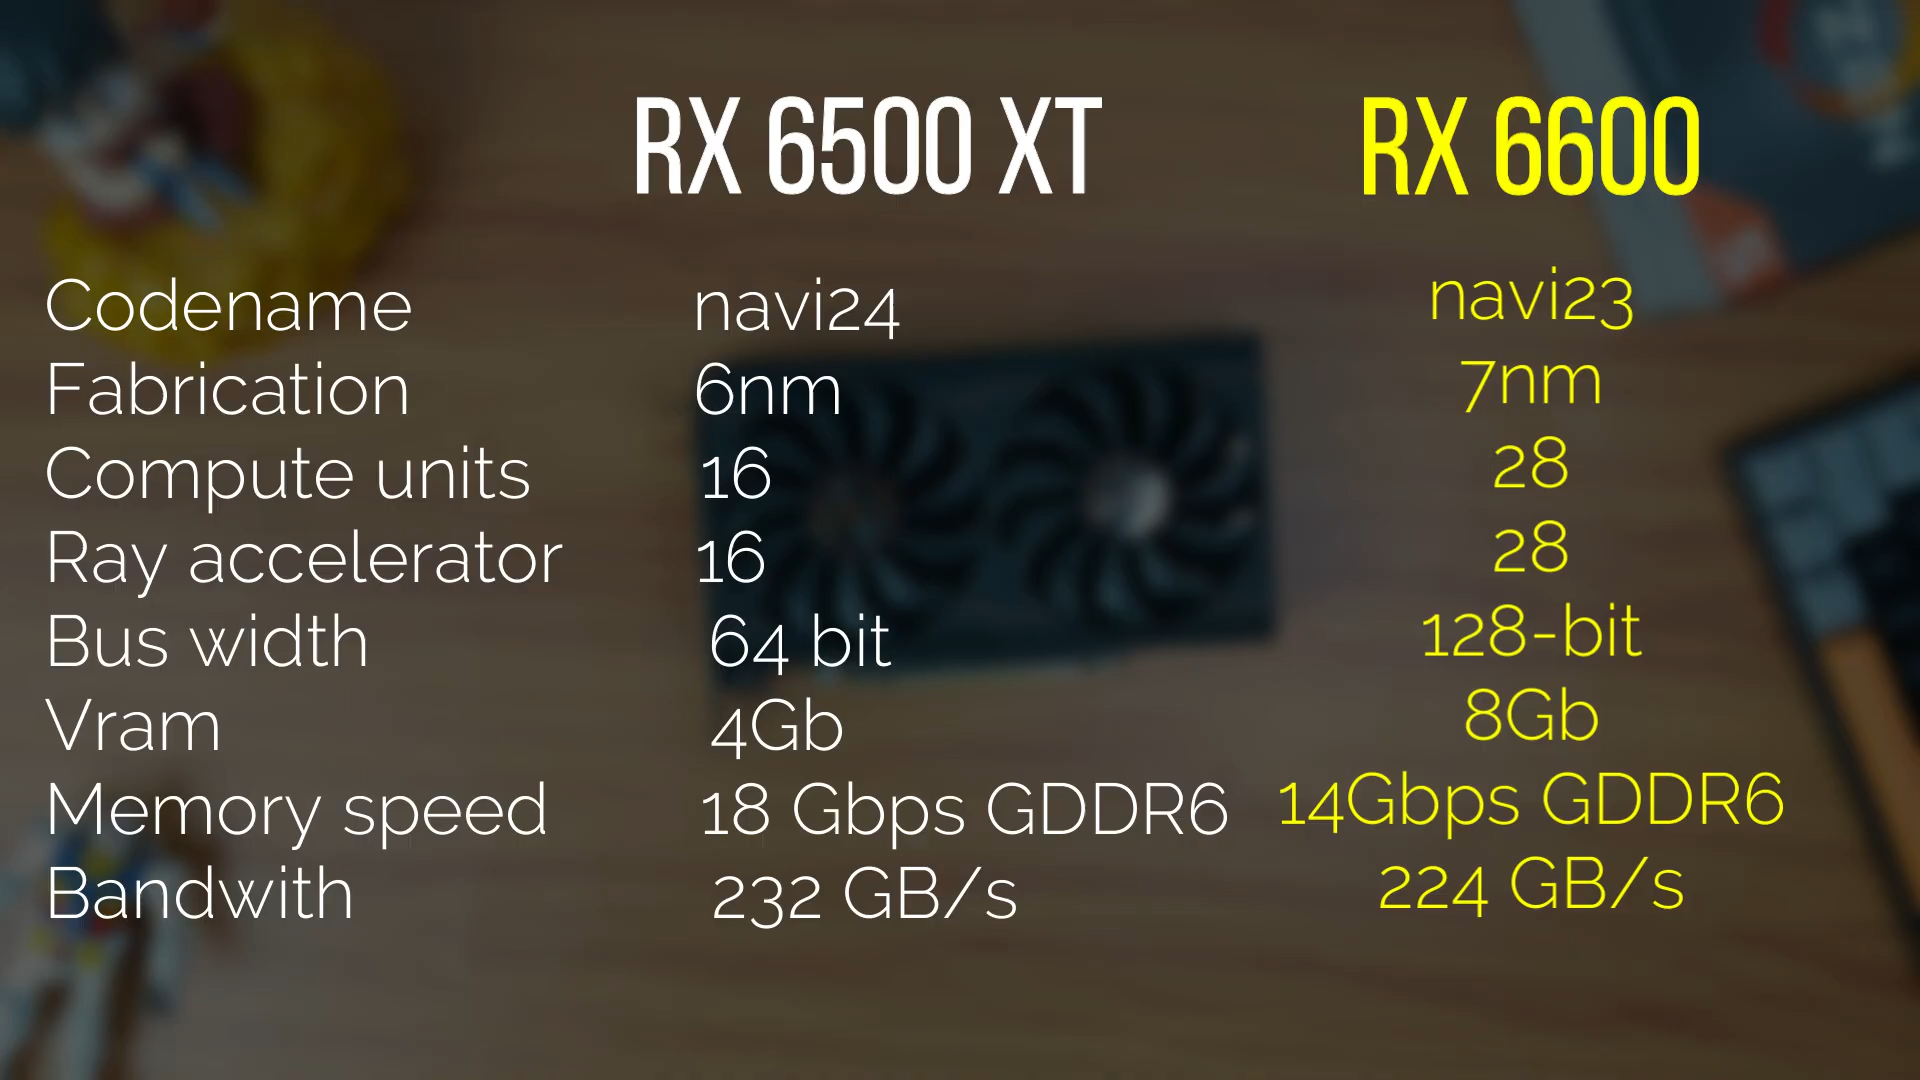 RX 6500 XT RX 6600
Codename navi24 navi23
Fabrication 6nm 7nm
Compute units 16 28
Ray accelerator 16 28
Bus width 64 bit 128-bit
Vram 4Gb 8Gb
Memory speed 18 Gbps GDDR6 14Gbps GDDR6
Bandwith 232 GB/s 224 GB/s